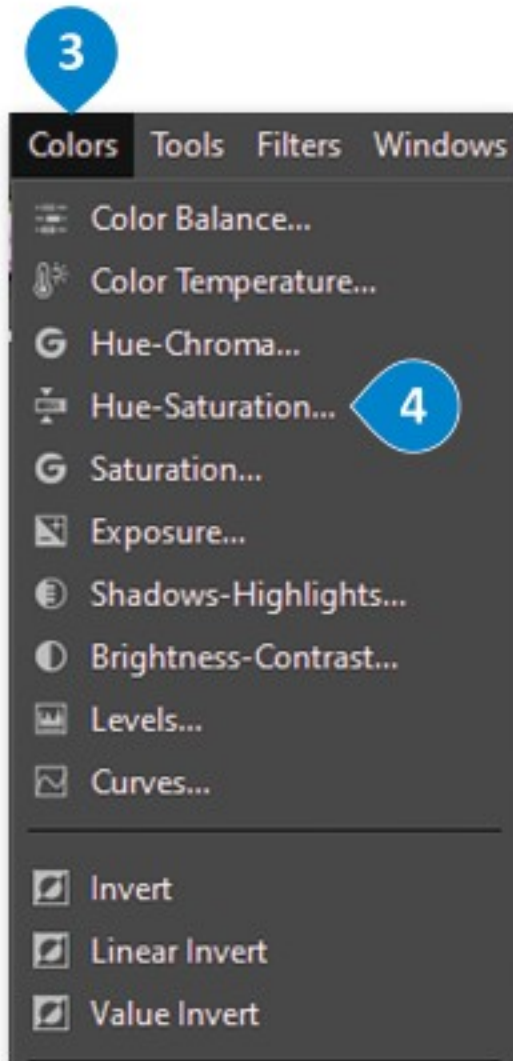 3
Colors Tools Filters Windows
Color Balance...
Color Temperature...
Hue-Chroma...
Hue-Saturation... 4
Saturation...
Exposure...
Shadows-Highlights...
Brightness-Contrast...
Levels...
Curves...
Invert
Linear Invert
Value Invert